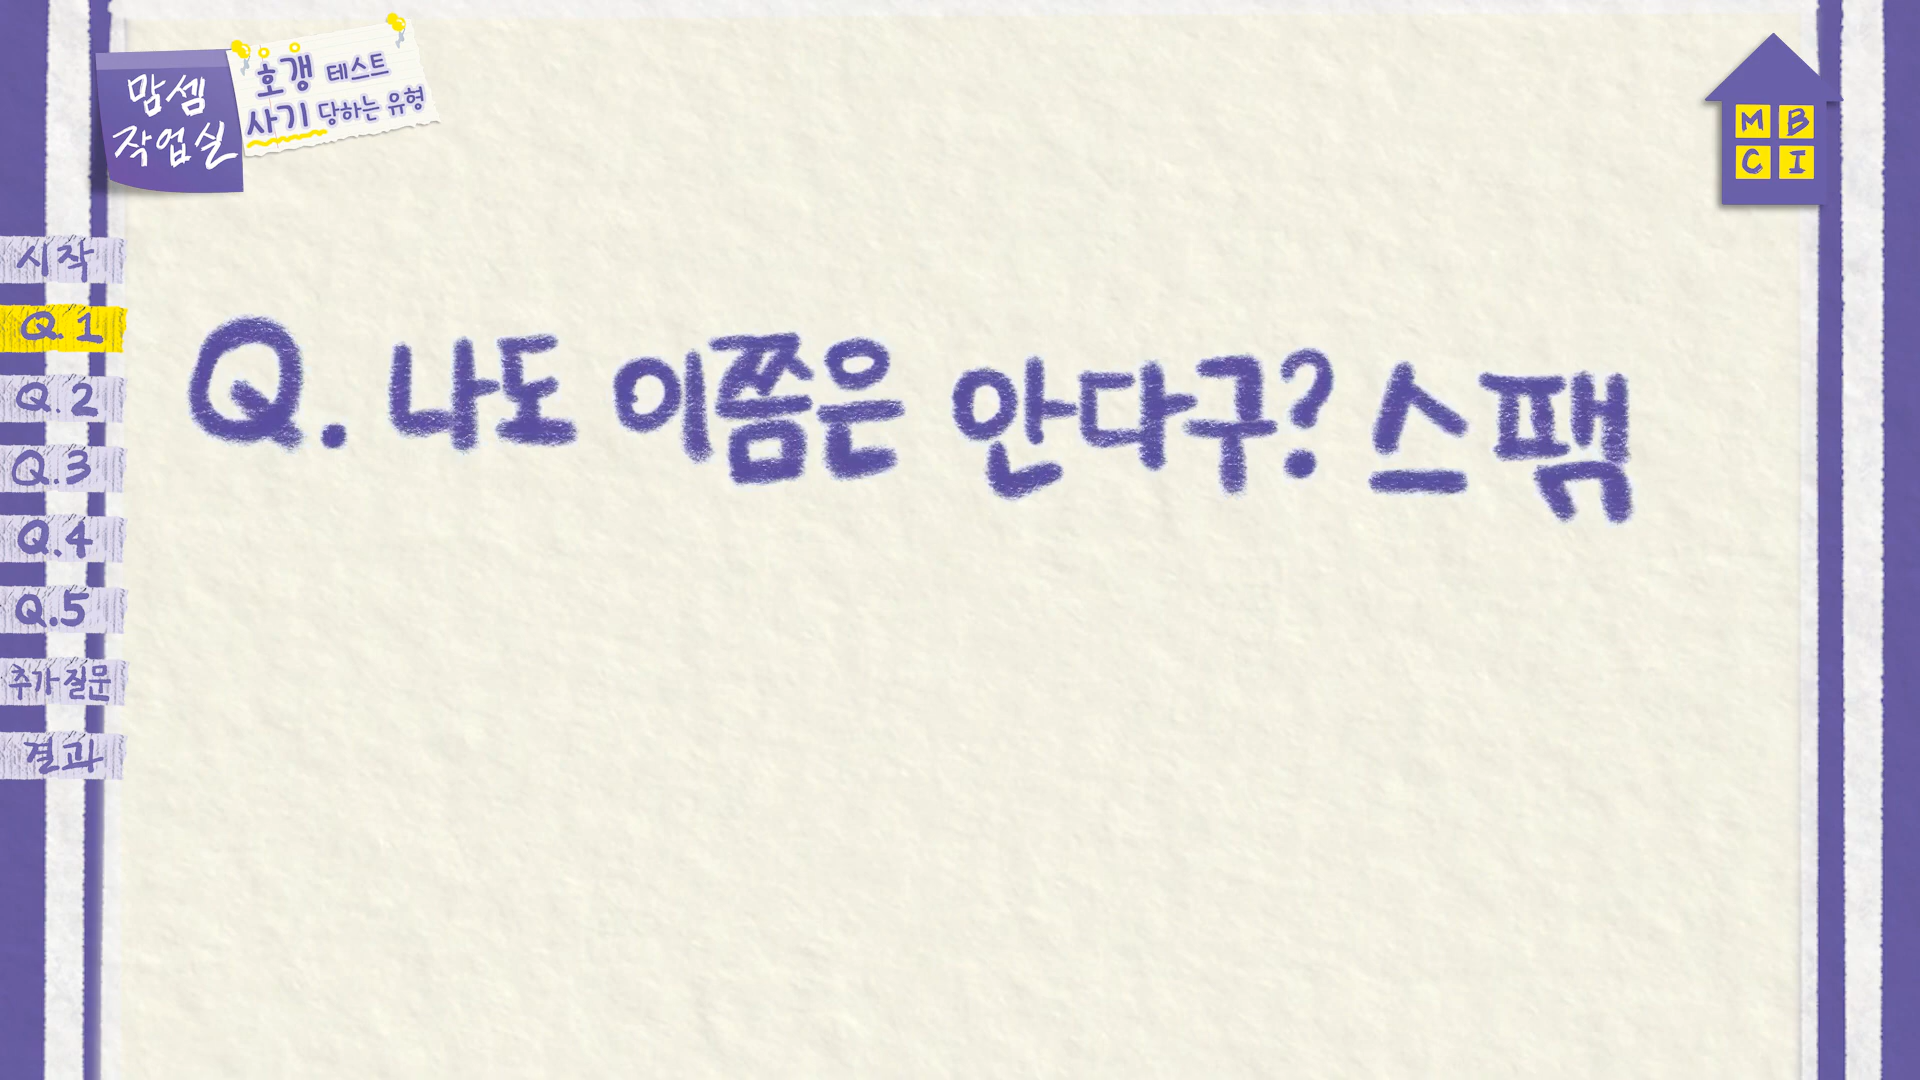 맘셈
작업실
호갱 테스트
사기 당하는 유형
M B
C I
시작
Q.1
Q.2
Q.3
Q.4
Q.5
추가 질문
결과
Q. 나도 이쯤은 안다구? 스팸